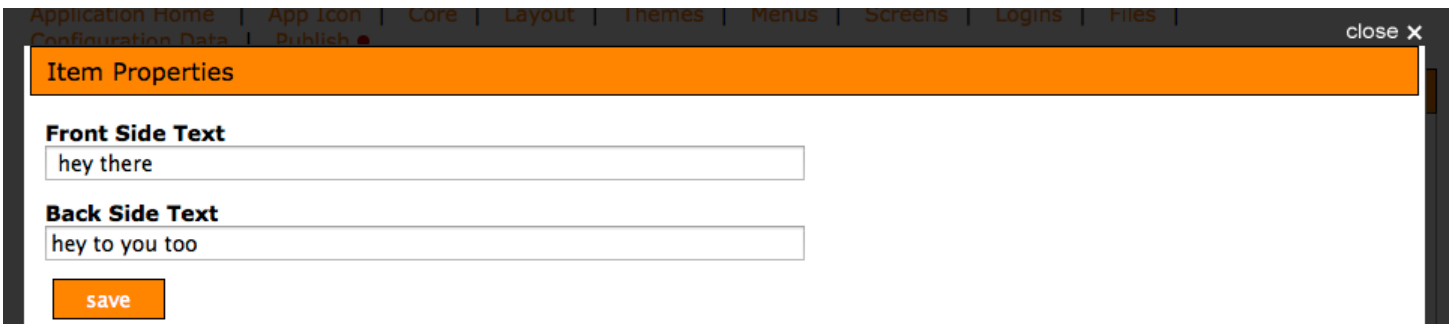 Application Home | App Icon | Core | Layout | Themes | Menus | Screens | Logins | Files |
Configuration Data | Publish
close ×
Item Properties
Front Side Text
hey there
Back Side Text
hey to you too
save